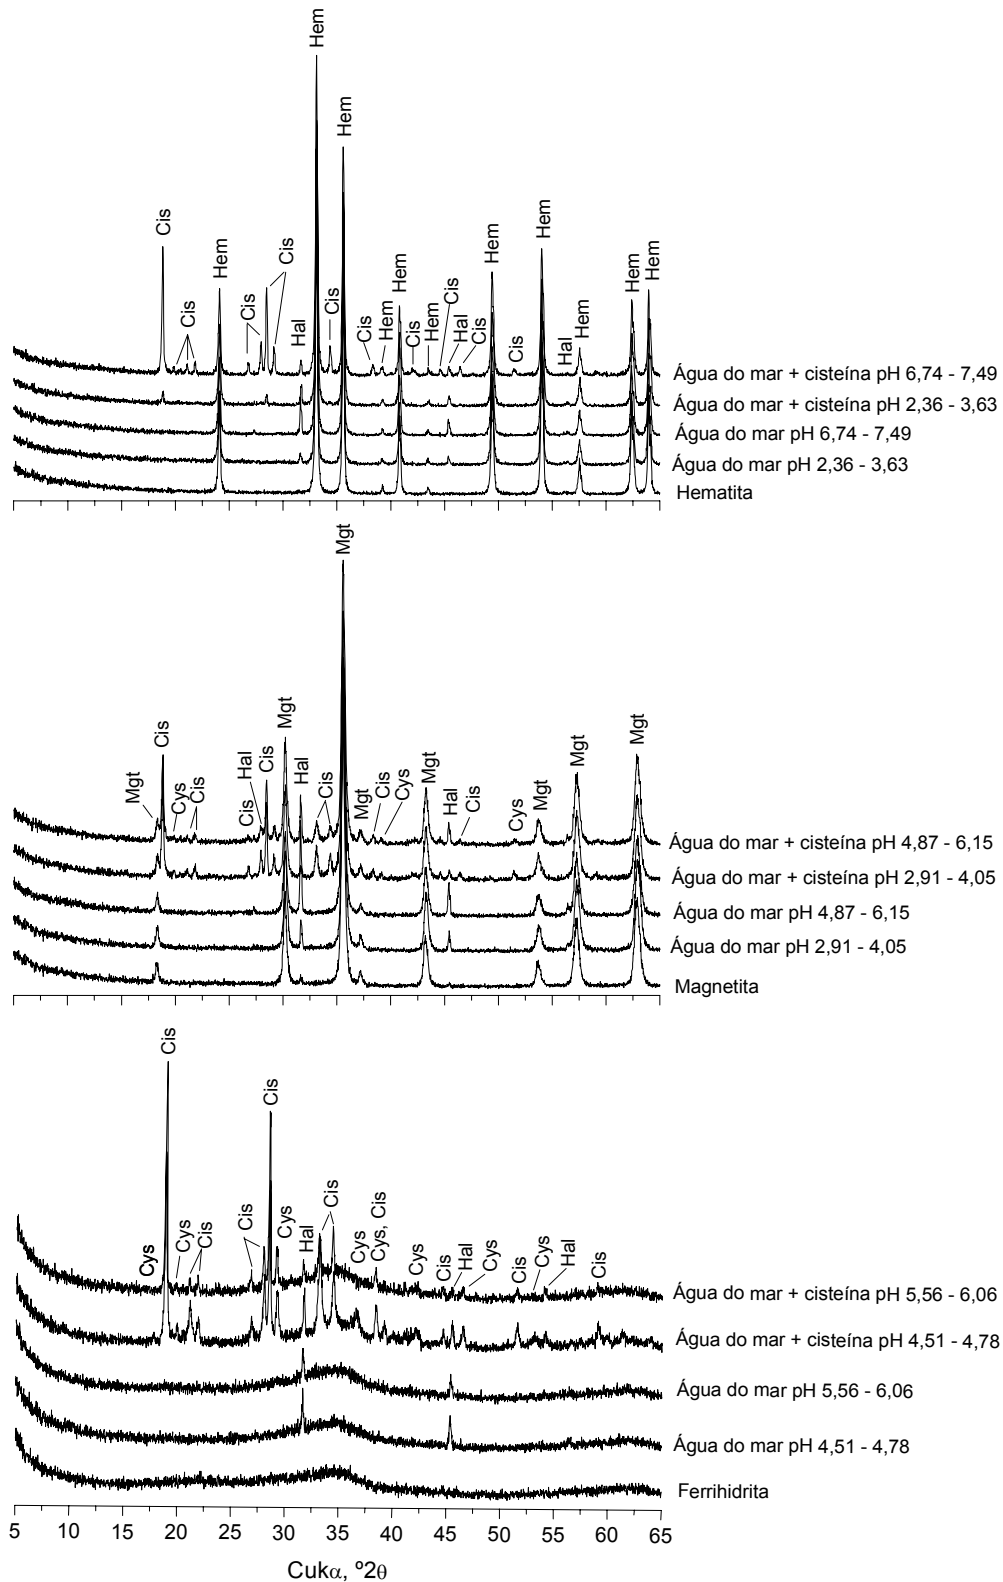 Hem
Hem
Cis
Hem
Cis
Cis
Cis
Hal
Cis
Cis
Hem
Hem
Cis
Hem
Cis
Hal
Cis
Hem
Cis
Hem
Hal
Hem
Hem
Hem
Água do mar + cisteína pH 6,74 - 7,49
Água do mar + cisteína pH 2,36 - 3,63
Água do mar pH 6,74 - 7,49
Água do mar pH 2,36 - 3,63
Hematita
Mgt
Mgt
Cis
Cys
Cis
Cis
Hal
Cis
Mgt
Hal
Cis
Mgt
Cis
Cys
Mgt
Hal
Cis
Cys
Mgt
Mgt
Mgt
Água do mar + cisteína pH 4,87 - 6,15
Água do mar + cisteína pH 2,91 - 4,05
Água do mar pH 4,87 - 6,15
Água do mar pH 2,91 - 4,05
Magnetita
Cys
Cis
Cys
Cis
Cis
Cis
Cys
Hal
Cis
Cys
Cys, Cis
Cys
Cis
Hal
Cys
Cis
Cys
Hal
Cis
Água do mar + cisteína pH 5,56 - 6,06
Água do mar + cisteína pH 4,51 - 4,78
Água do mar pH 5,56 - 6,06
Água do mar pH 4,51 - 4,78
Ferrihidrita
5 10 15 20 25 30 35 40 45 50 55 60 65
Cukα, º2θ